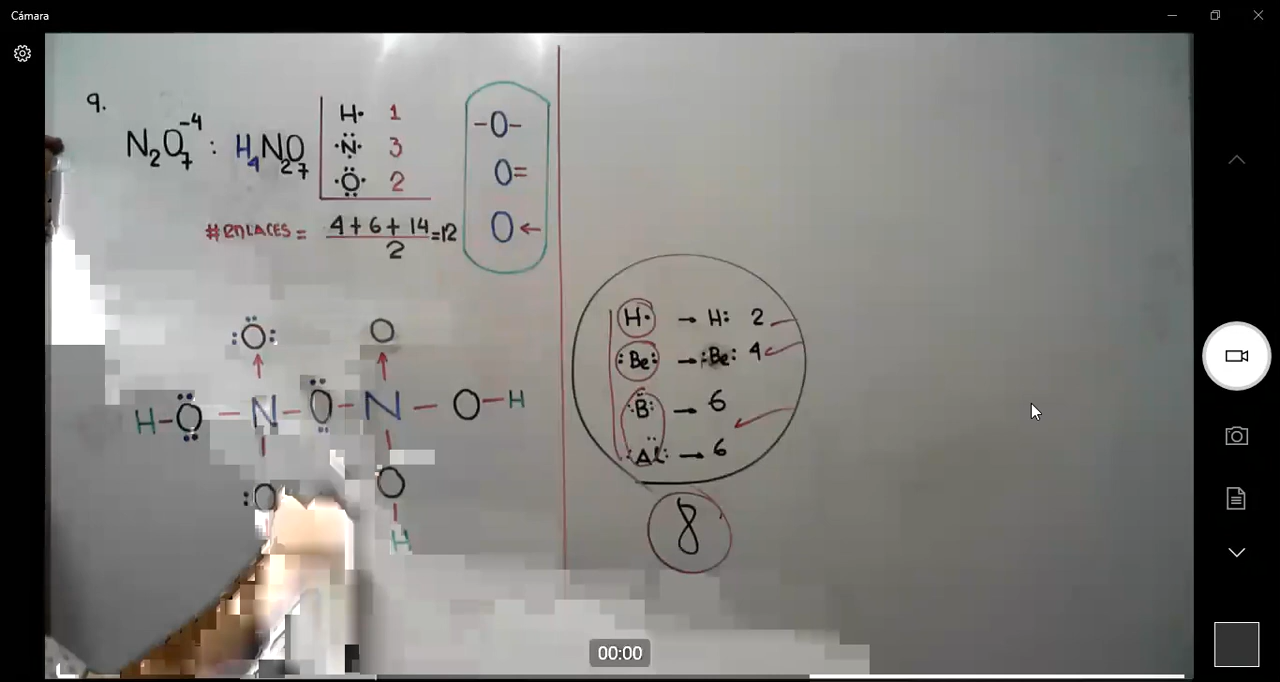 Cámara
9.
N₂O₇⁻⁴ : H₄N₂O₇
H· 1
·N̈· 3
·Ö· 2
# ENLACES = 4 + 6 + 14 / 2 = 12
-O-
O=
O←
:Ö: O
H-Ö-N-Ö-N-O-H
:O O
H
H· → H: 2
:Be: → :Be: 4
·B: → 6
·Al: → 6
8
00:00